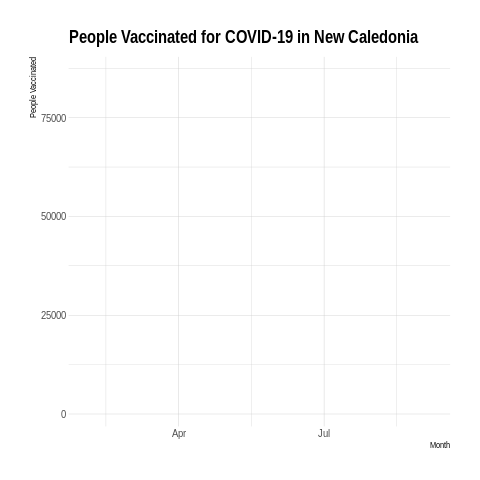 People Vaccinated for COVID-19 in New Caledonia
People Vaccinated
75000
50000
25000
0
Apr Jul
Month